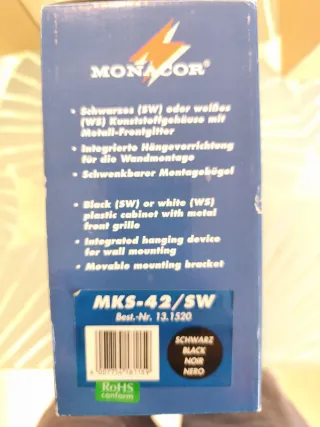 MONACOR®
• Schwarzes (SW) oder weißes
(WS) Kunststoffgehäuse mit
Metall-Frontgitter
• Integrierte Hängevorrichtung
für die Wandmontage
• Schwenkbarer Montagebügel
• Black (SW) or white (WS)
plastic cabinet with metal
front grille
• Integrated hanging device
for wall mounting
• Movable mounting bracket
MKS-42/SW
Best.-Nr. 13.1520
SCHWARZ
BLACK
NOIR
NERO
RoHS
conform